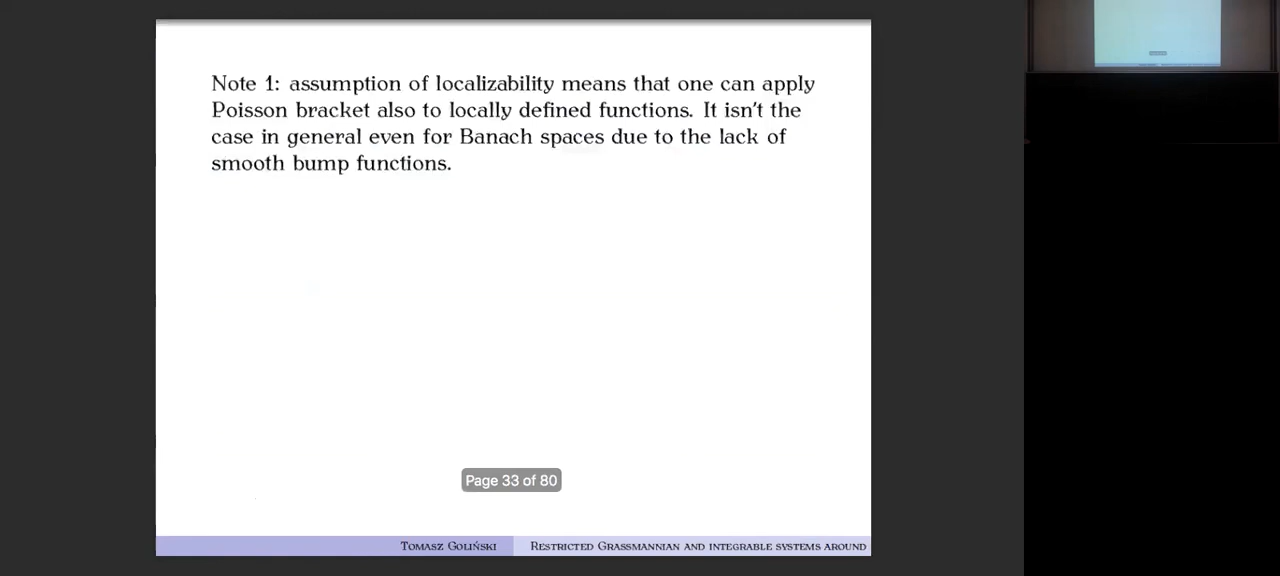 Note 1: assumption of localizability means that one can apply
Poisson bracket also to locally defined functions. It isn't the
case in general even for Banach spaces due to the lack of
smooth bump functions.
Page 33 of 80
Tomasz Goliński
Restricted Grassmannian and integrable systems around